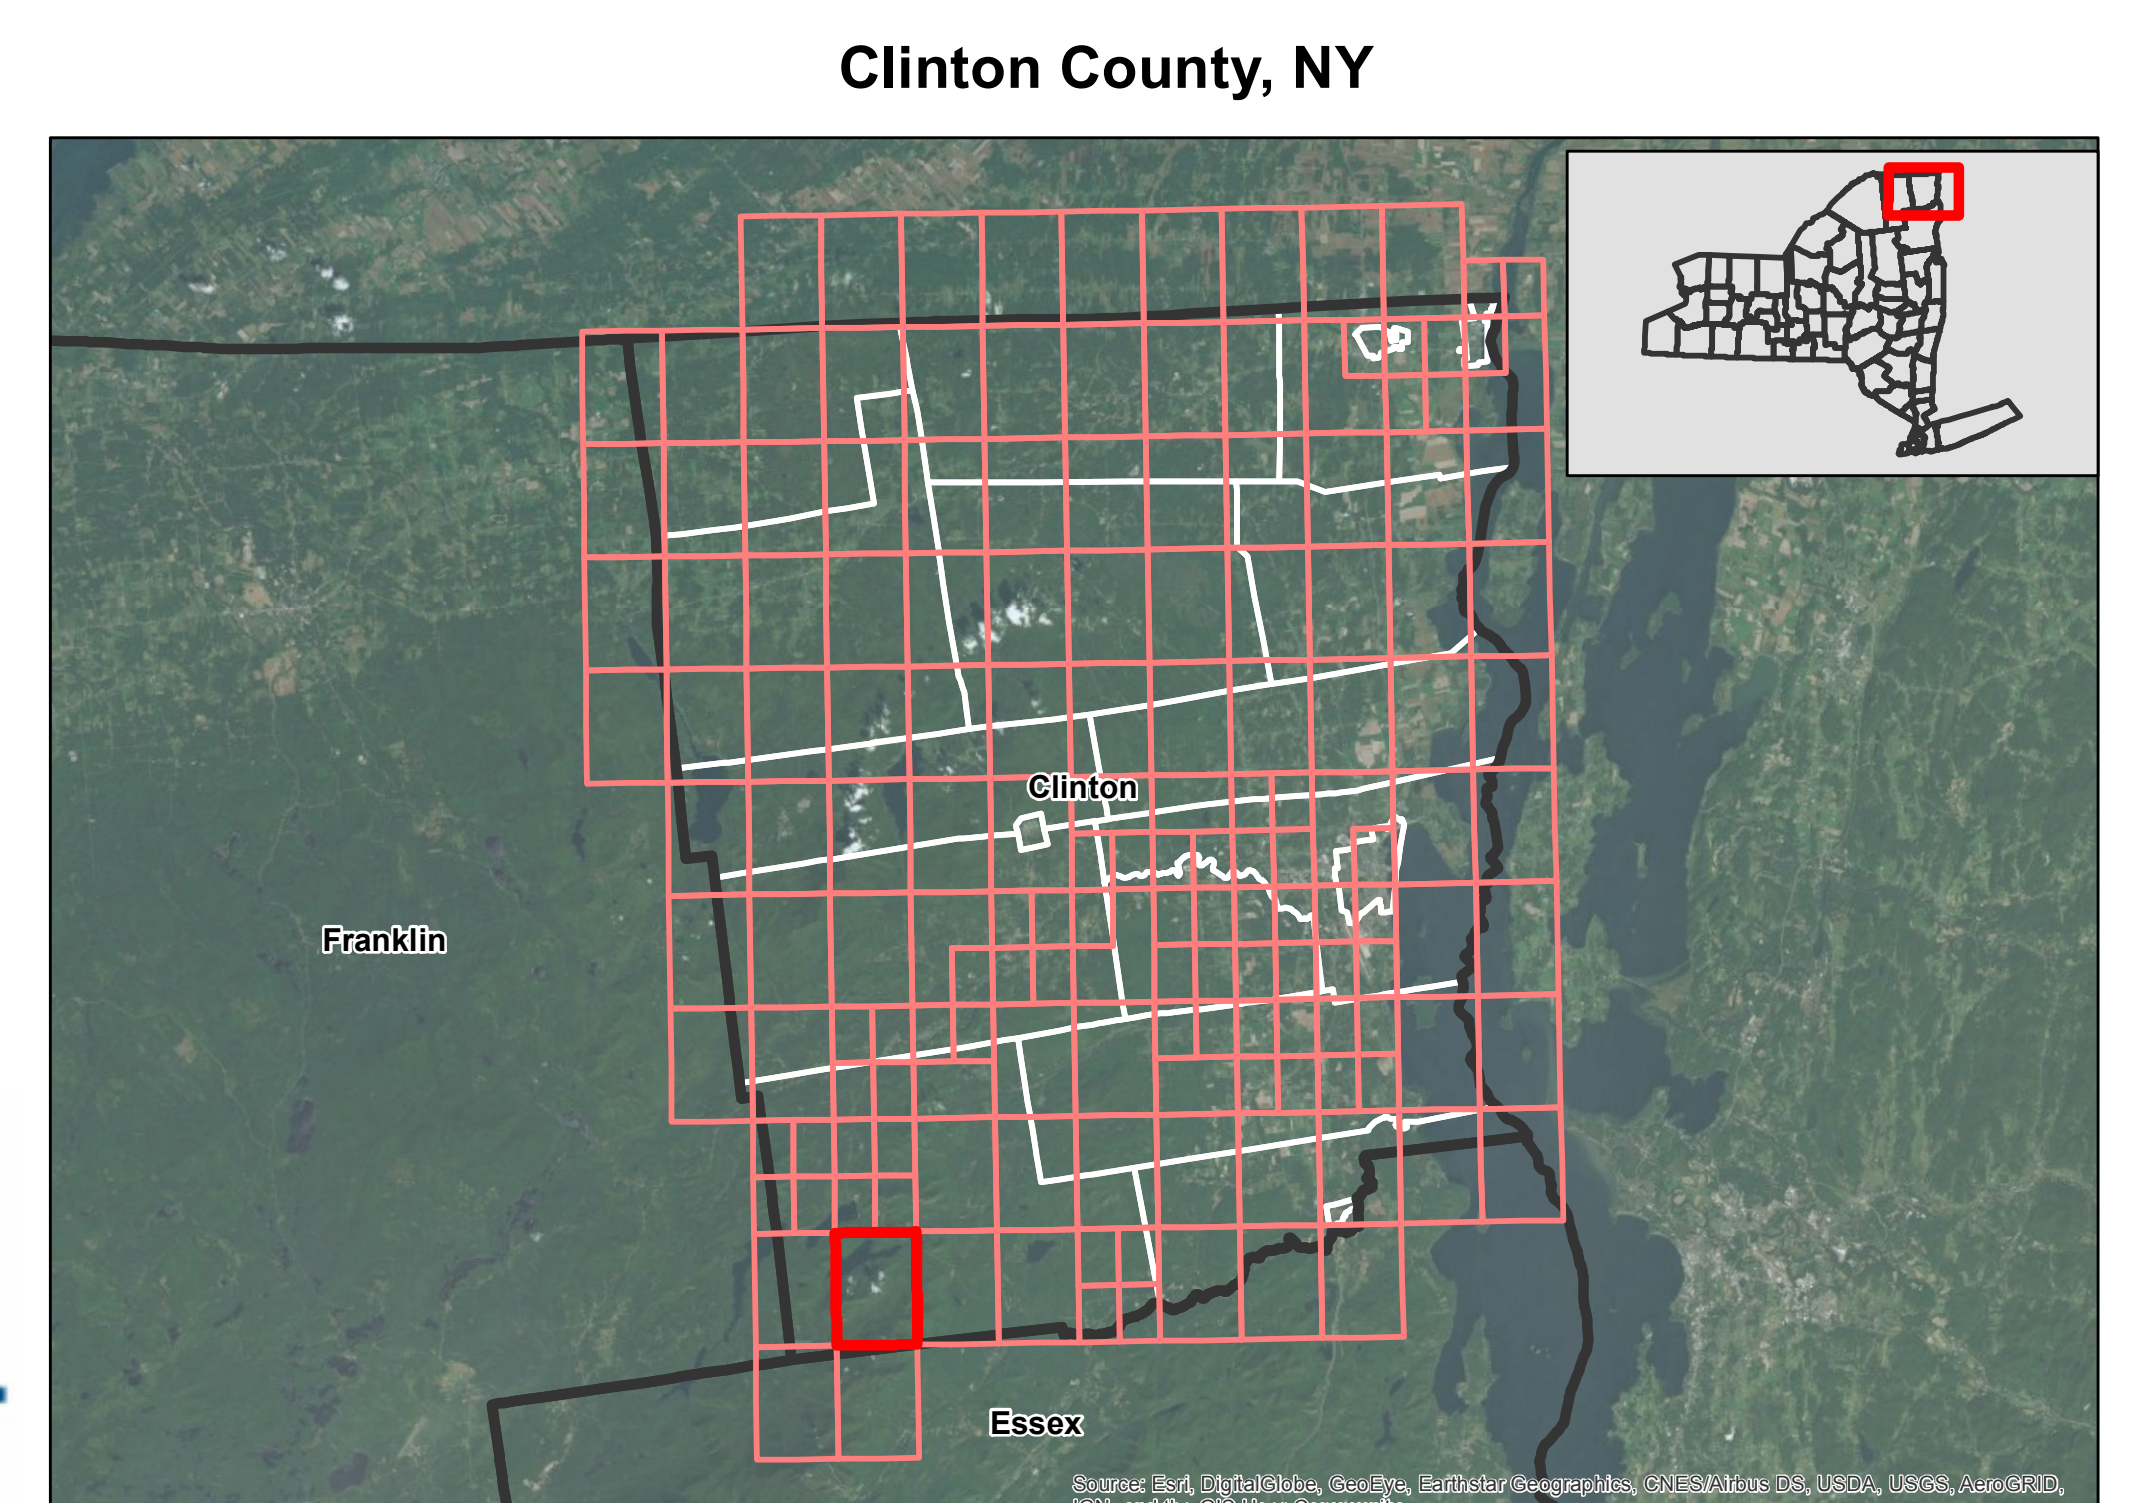 Clinton County, NY
Clinton
Franklin
Essex
Source: Esri, DigitalGlobe, GeoEye, Earthstar Geographics, CNES/Airbus DS, USDA, USGS, AeroGRID,